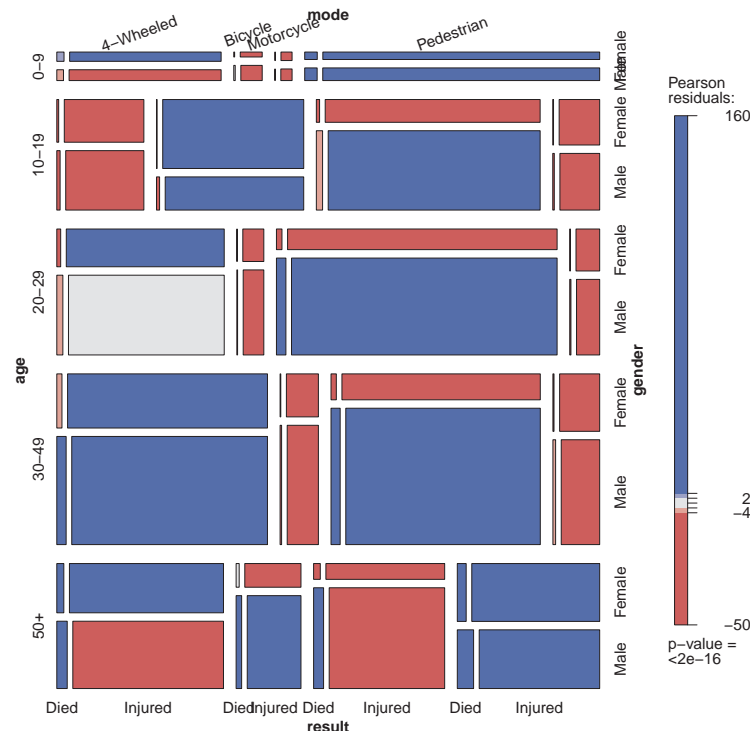 mode
4−Wheeled
Bicycle
Motorcycle
Pedestrian
age
0−9
10−19
20−29
30−49
50+
gender
Female
Male
Female
Male
Female
Male
Female
Male
Female
Male
Died
Injured
Died
Injured
Died
Injured
Died
Injured
result
Pearson
residuals:
160
2
−4
−50
p−value =
<2e−16